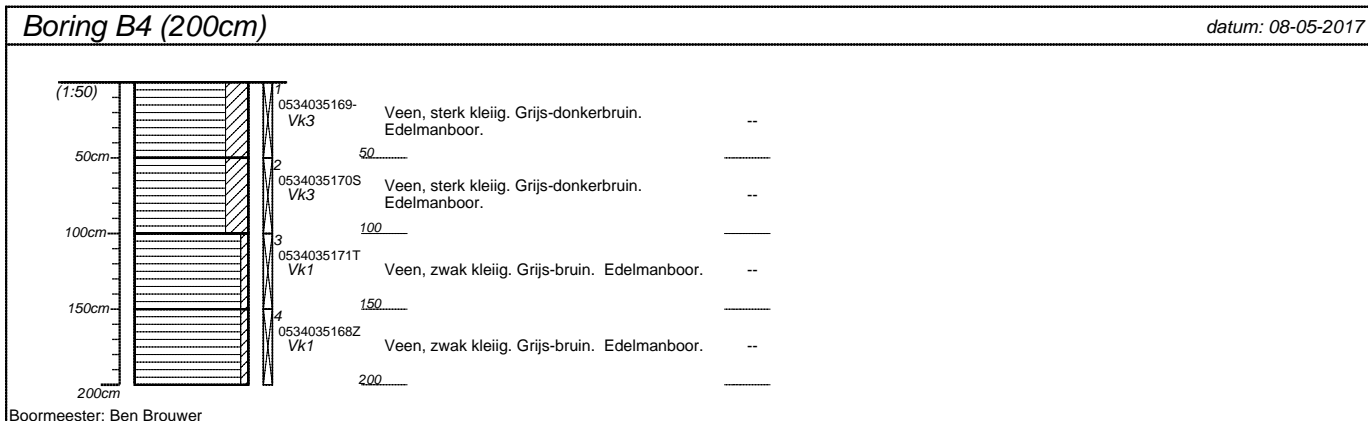 Boring B4 (200cm)
datum: 08-05-2017
(1:50)
50cm
100cm
150cm
200cm
1
0534035169-
Vk3
Veen, sterk kleiig. Grijs-donkerbruin.
Edelmanboor.
--
50
2
0534035170S
Vk3
Veen, sterk kleiig. Grijs-donkerbruin.
Edelmanboor.
--
100
3
0534035171T
Vk1
Veen, zwak kleiig. Grijs-bruin. Edelmanboor.
--
150
4
0534035168Z
Vk1
Veen, zwak kleiig. Grijs-bruin. Edelmanboor.
--
200
Boormeester: Ben Brouwer